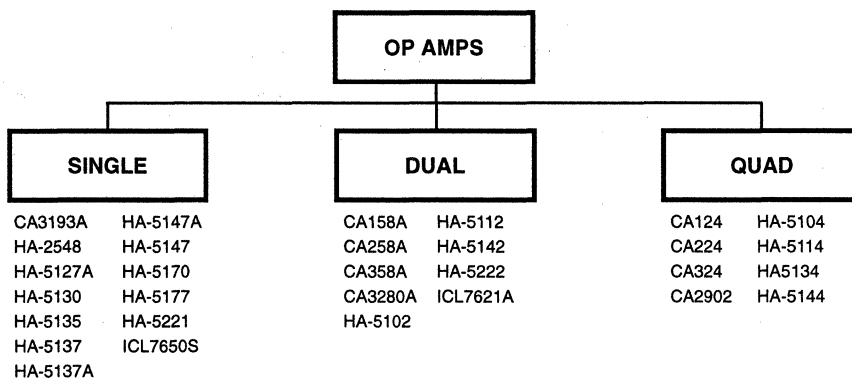 OP AMPS
SINGLE
CA3193A HA-5147A
HA-2548 HA-5147
HA-5127A HA-5170
HA-5130 HA-5177
HA-5135 HA-5221
HA-5137 ICL7650S
HA-5137A
DUAL
CA158A HA-5112
CA258A HA-5142
CA358A HA-5222
CA3280A ICL7621A
HA-5102
QUAD
CA124 HA-5104
CA224 HA-5114
CA324 HA5134
CA2902 HA-5144